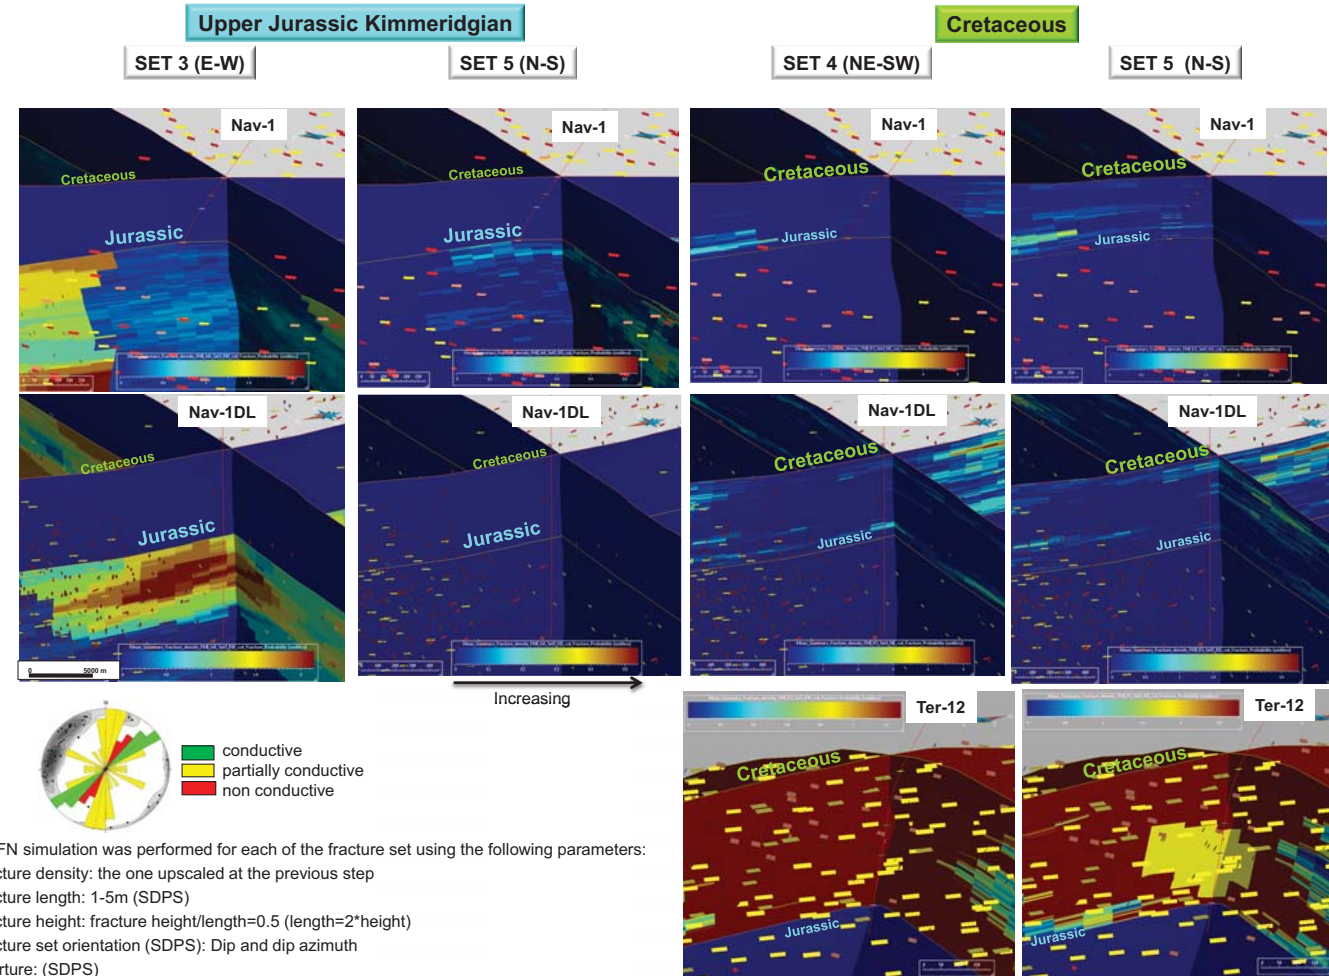 Upper Jurassic Kimmeridgian
Cretaceous
SET 3 (E-W)
SET 5 (N-S)
SET 4 (NE-SW)
SET 5 (N-S)
Nav-1
Cretaceous
Jurassic
Nav-1
Cretaceous
Jurassic
Nav-1
Cretaceous
Jurassic
Nav-1
Cretaceous
Jurassic
Nav-1DL
Cretaceous
Jurassic
0 5000 m
Nav-1DL
Cretaceous
Jurassic
Nav-1DL
Cretaceous
Jurassic
Nav-1DL
Cretaceous
Jurassic
Increasing
Ter-12
Cretaceous
Jurassic
Ter-12
Cretaceous
Jurassic
conductive
partially conductive
non conductive
FN simulation was performed for each of the fracture set using the following parameters:
cture density: the one upscaled at the previous step
cture length: 1-5m (SDPS)
cture height: fracture height/length=0.5 (length=2*height)
cture set orientation (SDPS): Dip and dip azimuth
rture: (SDPS)